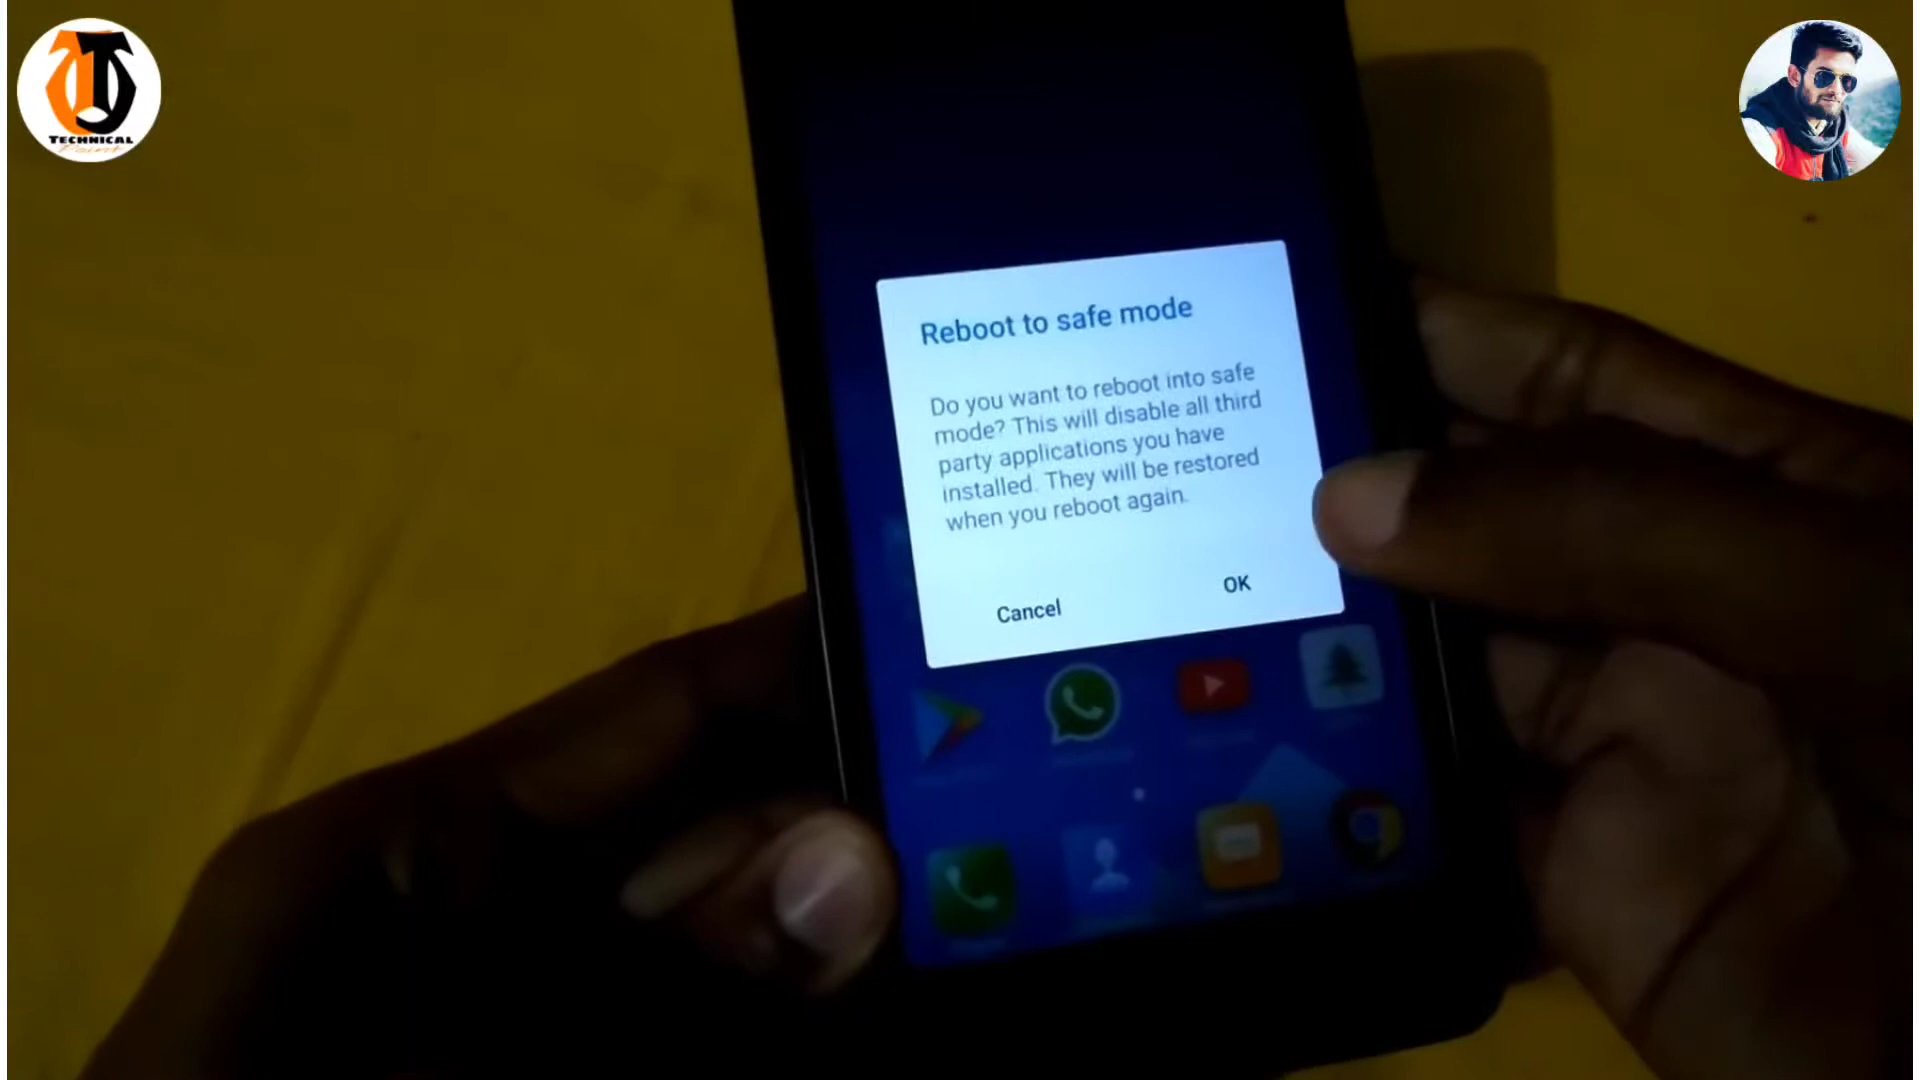 TECHNICAL
Point
Reboot to safe mode
Do you want to reboot into safe
mode? This will disable all third
party applications you have
installed. They will be restored
when you reboot again.
Cancel
OK